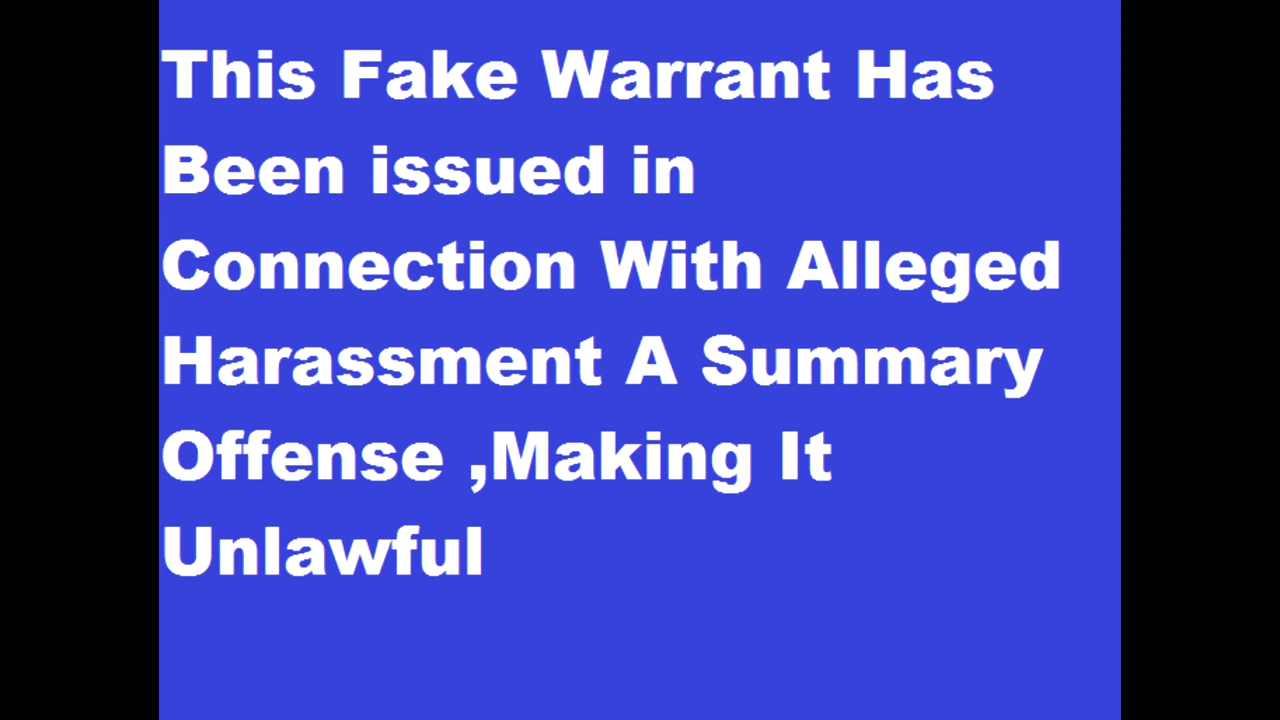 This Fake Warrant Has
Been issued in
Connection With Alleged
Harassment A Summary
Offense ,Making It
Unlawful